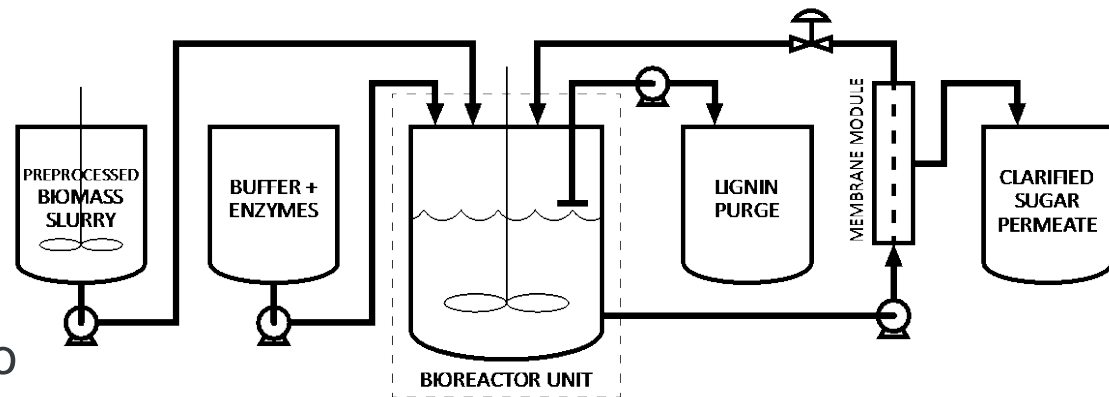 PREPROCESSED
BIOMASS
SLURRY
BUFFER +
ENZYMES
BIOREACTOR UNIT
LIGNIN
PURGE
MEMBRANE MODULE
CLARIFIED
SUGAR
PERMEATE